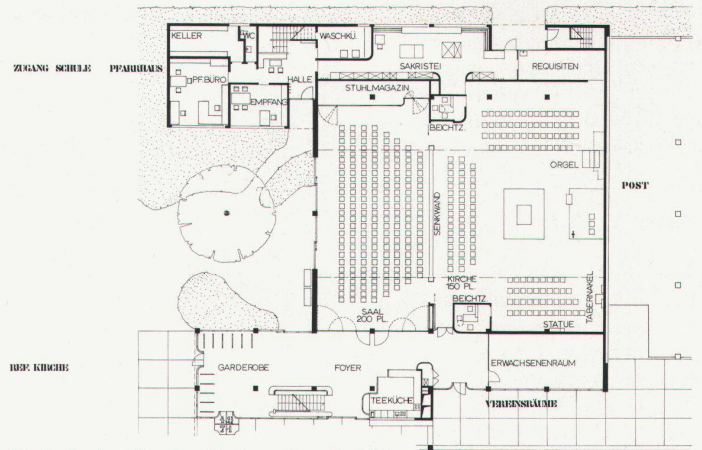 KELLER
WC
WASCHKÜ.
ZUGANG SCHULE PFARRHAUS
PF. BÜRO
HALLE
SAKRISTEI
REQUISITEN
EMPFANG
STUHLMAGAZIN
BEICHTZ.
ORGEL
POST
SENKWAND
KIRCHE
150 PL.
TABERNAKEL
BEICHTZ.
SAAL
200 PL.
STATUE
REF. KIRCHE
GARDEROBE
FOYER
ERWACHSENENRAUM
TEEKÜCHE
VEREINSRÄUME